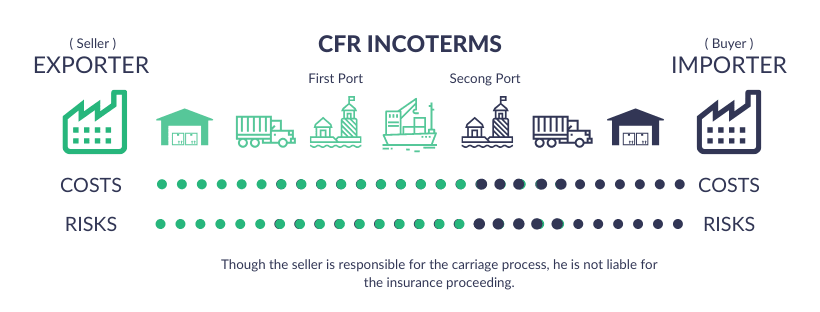 ( Seller )
EXPORTER
CFR INCOTERMS
( Buyer )
IMPORTER
First Port
Secong Port
COSTS
COSTS
RISKS
RISKS
Though the seller is responsible for the carriage process, he is not liable for
the insurance proceeding.